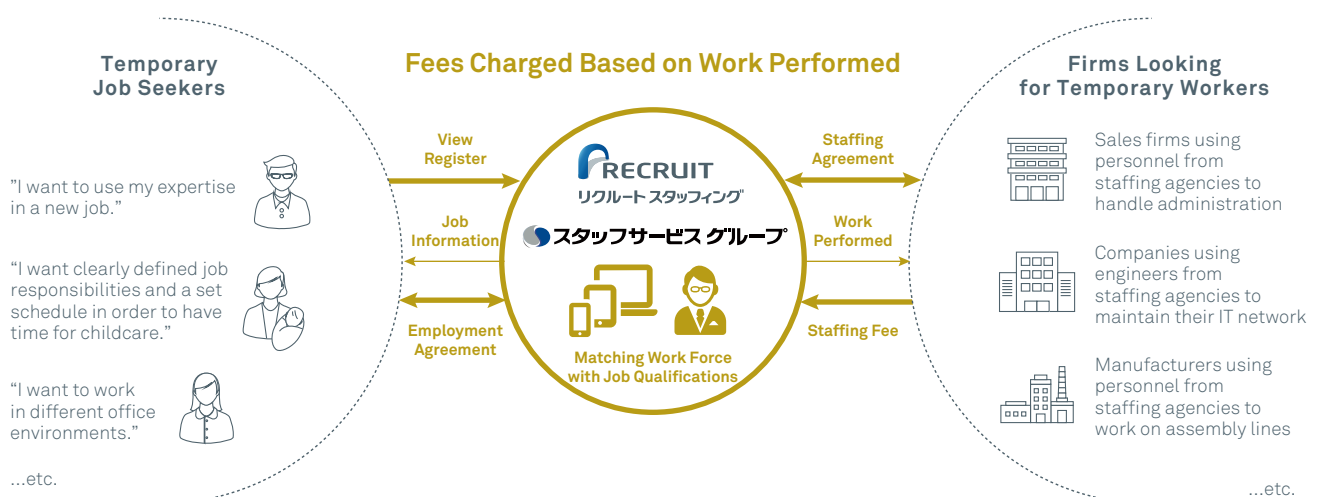 Temporary
Job Seekers
"I want to use my expertise
in a new job."
"I want clearly defined job
responsibilities and a set
schedule in order to have
time for childcare."
"I want to work
in different office
environments."
...etc.
Fees Charged Based on Work Performed
View
Register
Job
Information
Employment
Agreement
RECRUIT
リクルート スタッフィング
スタッフサービス グループ
Matching Work Force
with Job Qualifications
Staffing
Agreement
Work
Performed
Staffing Fee
Firms Looking
for Temporary Workers
Sales firms using
personnel from
staffing agencies to
handle administration
Companies using
engineers from
staffing agencies to
maintain their IT network
Manufacturers using
personnel from
staffing agencies to
work on assembly lines
...etc.